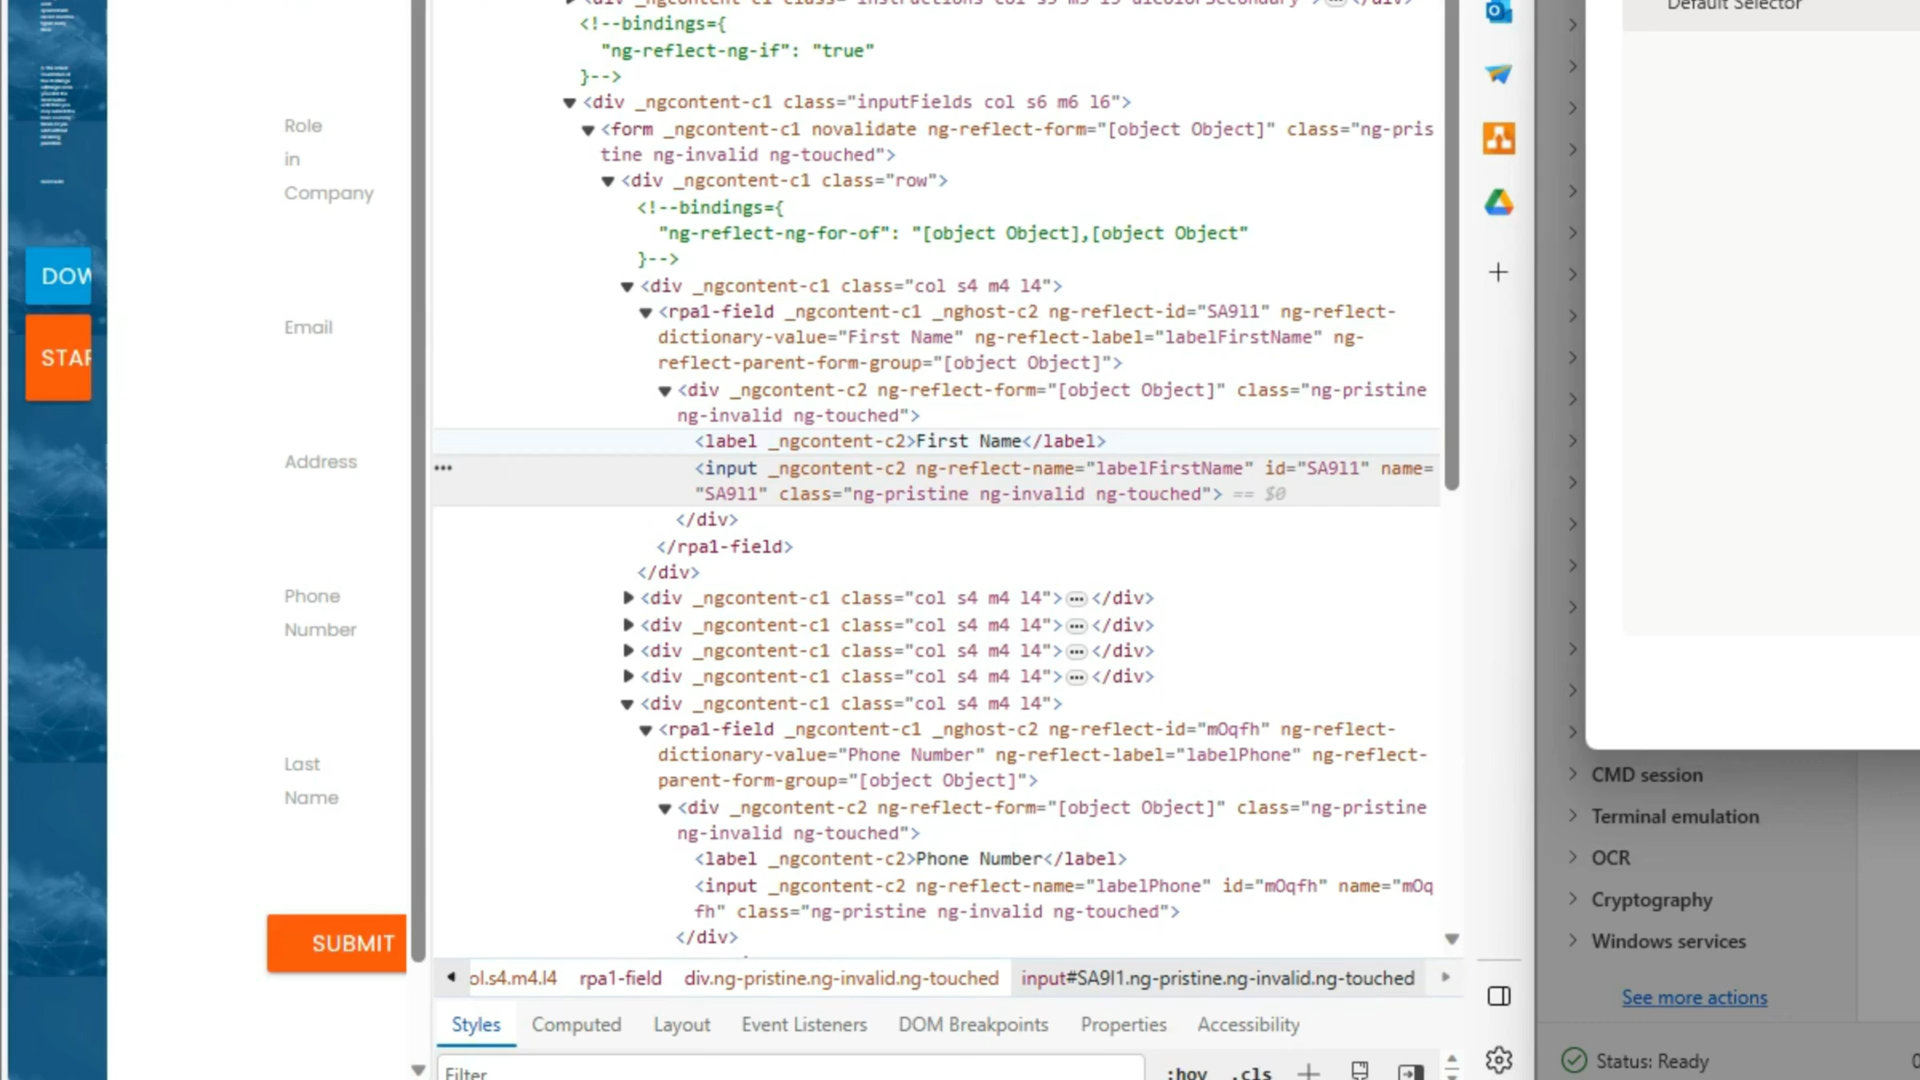 Role
in
Company
Email
Address
Phone
Number
Last
Name
SUBMIT
DOW
STAR
<!--bindings={
"ng-reflect-ng-if": "true"
}-->
<div _ngcontent-c1 class="inputFields col s6 m6 l6">
<form _ngcontent-c1 novalidate ng-reflect-form="[object Object]" class="ng-pris
tine ng-invalid ng-touched">
<div _ngcontent-c1 class="row">
<!--bindings={
"ng-reflect-ng-for-of": "[object Object],[object Object"
}-->
<div _ngcontent-c1 class="col s4 m4 l4">
<rpa1-field _ngcontent-c1 _nghost-c2 ng-reflect-id="SA9l1" ng-reflect-
dictionary-value="First Name" ng-reflect-label="labelFirstName" ng-
reflect-parent-form-group="[object Object]">
<div _ngcontent-c2 ng-reflect-form="[object Object]" class="ng-pristine
ng-invalid ng-touched">
<label _ngcontent-c2>First Name</label>
<input _ngcontent-c2 ng-reflect-name="labelFirstName" id="SA9l1" name=
"SA9l1" class="ng-pristine ng-invalid ng-touched"> == $0
</div>
</rpa1-field>
</div>
<div _ngcontent-c1 class="col s4 m4 l4">…</div>
<div _ngcontent-c1 class="col s4 m4 l4">…</div>
<div _ngcontent-c1 class="col s4 m4 l4">…</div>
<div _ngcontent-c1 class="col s4 m4 l4">…</div>
<div _ngcontent-c1 class="col s4 m4 l4">
<rpa1-field _ngcontent-c1 _nghost-c2 ng-reflect-id="mOqfh" ng-reflect-
dictionary-value="Phone Number" ng-reflect-label="labelPhone" ng-reflect-
parent-form-group="[object Object]">
<div _ngcontent-c2 ng-reflect-form="[object Object]" class="ng-pristine
ng-invalid ng-touched">
<label _ngcontent-c2>Phone Number</label>
<input _ngcontent-c2 ng-reflect-name="labelPhone" id="mOqfh" name="mOq
fh" class="ng-pristine ng-invalid ng-touched">
</div>
ol.s4.m4.l4 rpa1-field div.ng-pristine.ng-invalid.ng-touched input#SA9l1.ng-pristine.ng-invalid.ng-touched
Styles Computed Layout Event Listeners DOM Breakpoints Properties Accessibility
Filter :hov .cls
Default Selector
CMD session
Terminal emulation
OCR
Cryptography
Windows services
See more actions
Status: Ready